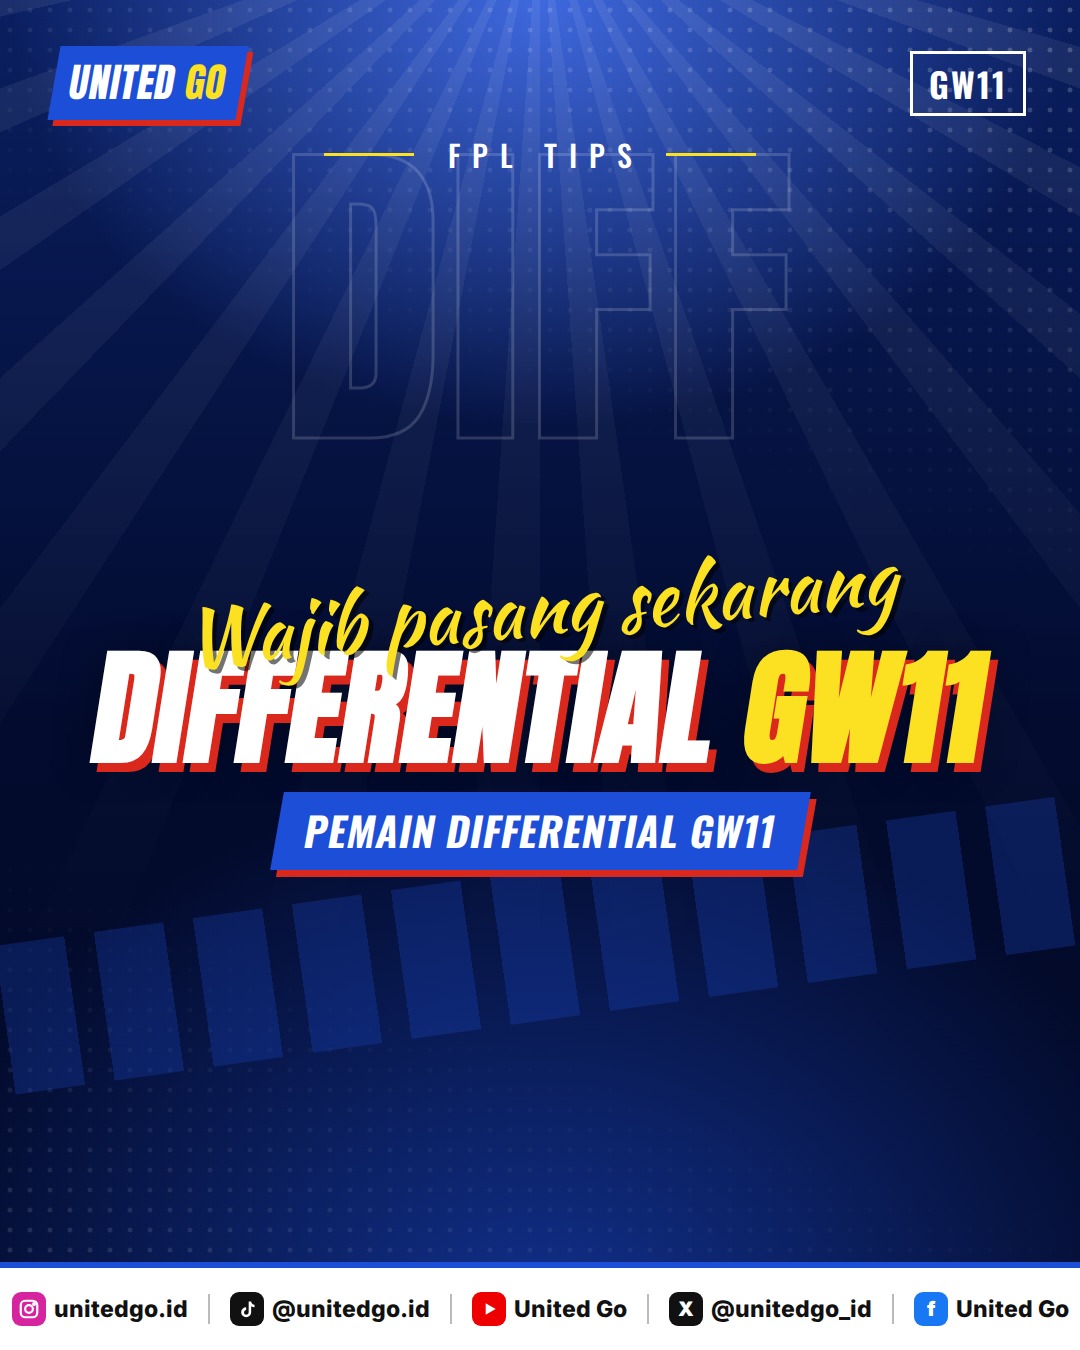 UNITED GO
GW11
FPL TIPS
DIFF
Wajib pasang sekarang
DIFFERENTIAL GW11
PEMAIN DIFFERENTIAL GW11
unitedgo.id
@unitedgo.id
United Go
@unitedgo_id
United Go